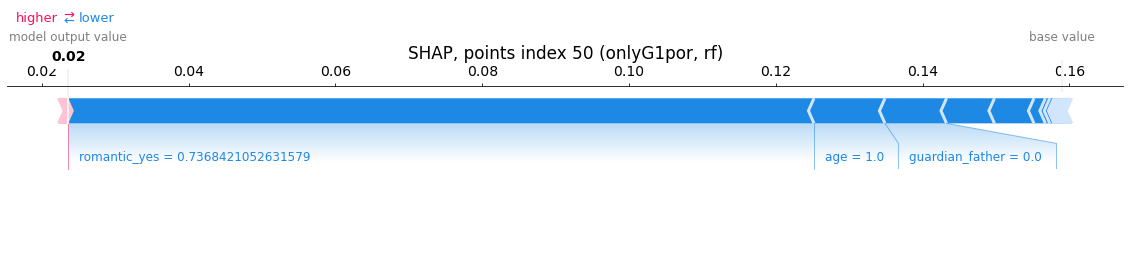 higher ⇄ lower
model output value
base value
0.02
SHAP, points index 50 (onlyG1por, rf)
0.02 0.04 0.06 0.08 0.10 0.12 0.14 0.16
romantic_yes = 0.7368421052631579
age = 1.0
guardian_father = 0.0